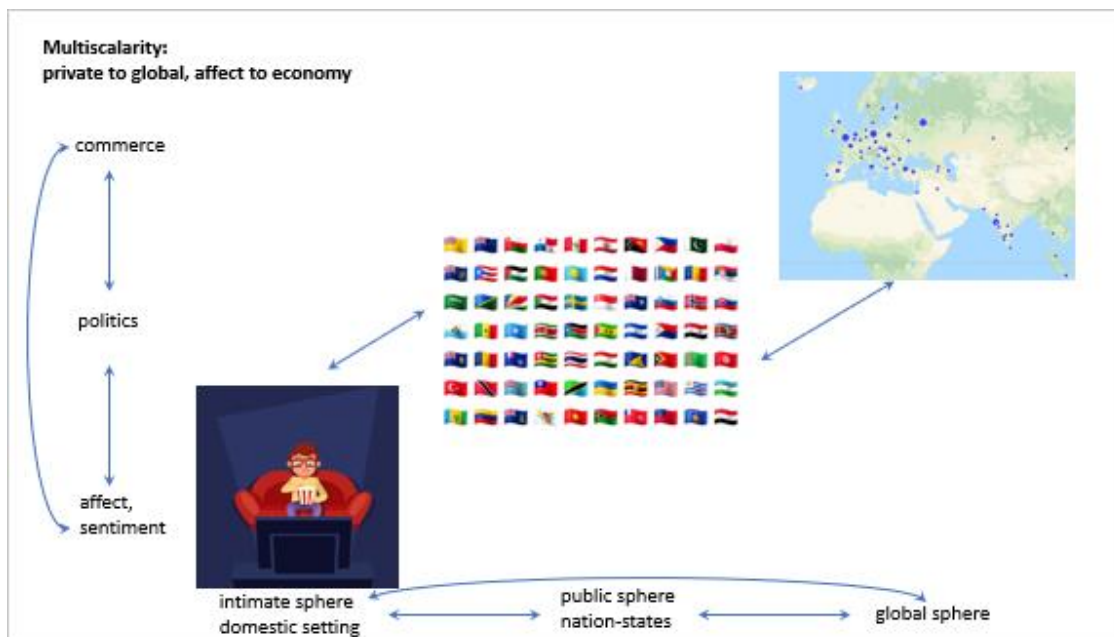 Multiscalarity:
private to global, affect to economy
commerce
politics
affect,
sentiment
intimate sphere
domestic setting
public sphere
nation-states
global sphere